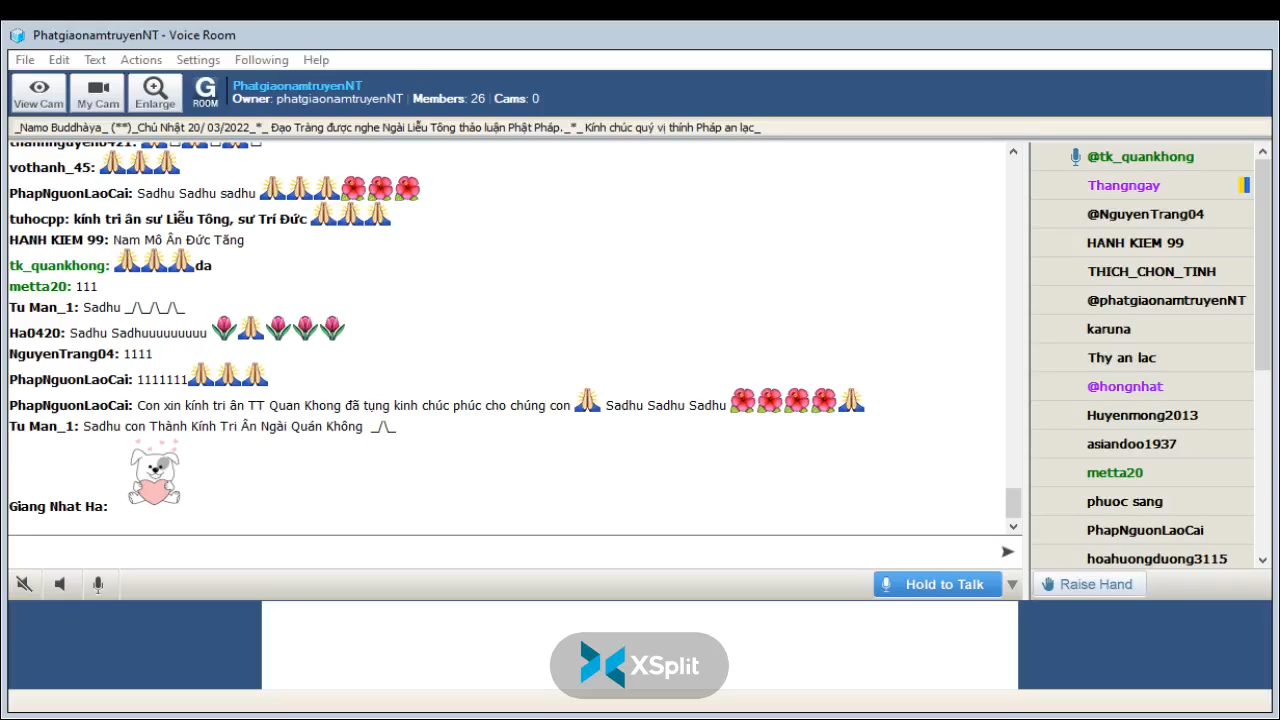 PhatgiaonamtruyenNT - Voice Room
File Edit Text Actions Settings Following Help
View Cam My Cam Enlarge G ROOM
PhatgiaonamtruyenNT
Owner: phatgiaonamtruyenNT | Members: 26 | Cams: 0
_Namo Buddhàya_ (**)_Chủ Nhật 20/ 03/2022_*_ Đạo Tràng được nghe Ngài Liễu Tông thảo luận Phật Pháp._*_ Kính chúc quý vị thính Pháp an lạc_
thanhnguyen0421:
vothanh_45:
PhapNguonLaoCai: Sadhu Sadhu sadhu
tuhocpp: kính tri ân sư Liễu Tông, sư Trí Đức
HANH KIEM 99: Nam Mô Ân Đức Tăng
tk_quankhong: da
metta20: 111
Tu Man_1: Sadhu _/\_/\_/\_
Ha0420: Sadhu Sadhuuuuuuuuu
NguyenTrang04: 1111
PhapNguonLaoCai: 1111111
PhapNguonLaoCai: Con xin kính tri ân TT Quan Khong đã tụng kinh chúc phúc cho chúng con Sadhu Sadhu Sadhu
Tu Man_1: Sadhu con Thành Kính Tri Ân Ngài Quán Không _/\_
Giang Nhat Ha:
Hold to Talk
@tk_quankhong
Thangngay
@NguyenTrang04
HANH KIEM 99
THICH_CHON_TINH
@phatgiaonamtruyenNT
karuna
Thy an lac
@hongnhat
Huyenmong2013
asiandoo1937
metta20
phuoc sang
PhapNguonLaoCai
hoahuongduong3115
Raise Hand
XSplit